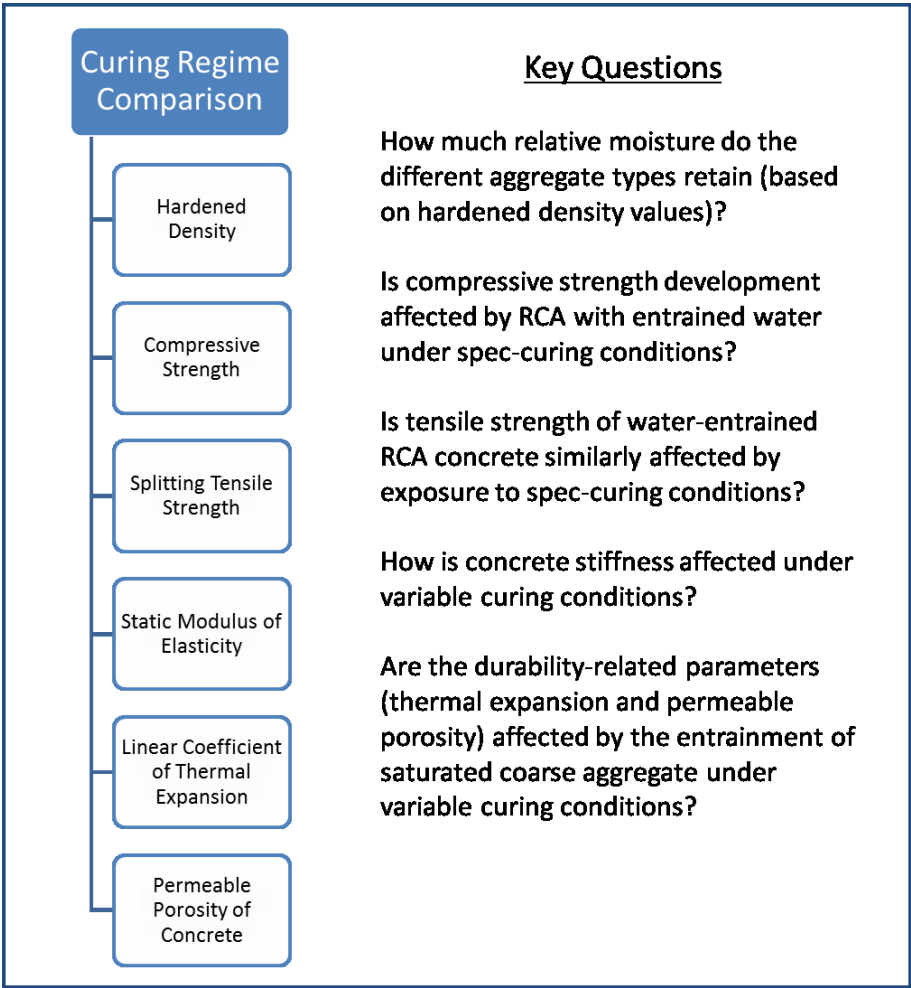 Curing Regime
Comparison
Hardened
Density
Compressive
Strength
Splitting Tensile
Strength
Static Modulus of
Elasticity
Linear Coefficient
of Thermal
Expansion
Permeable
Porosity of
Concrete
Key Questions
How much relative moisture do the
different aggregate types retain (based
on hardened density values)?
Is compressive strength development
affected by RCA with entrained water
under spec-curing conditions?
Is tensile strength of water-entrained
RCA concrete similarly affected by
exposure to spec-curing conditions?
How is concrete stiffness affected under
variable curing conditions?
Are the durability-related parameters
(thermal expansion and permeable
porosity) affected by the entrainment of
saturated coarse aggregate under
variable curing conditions?